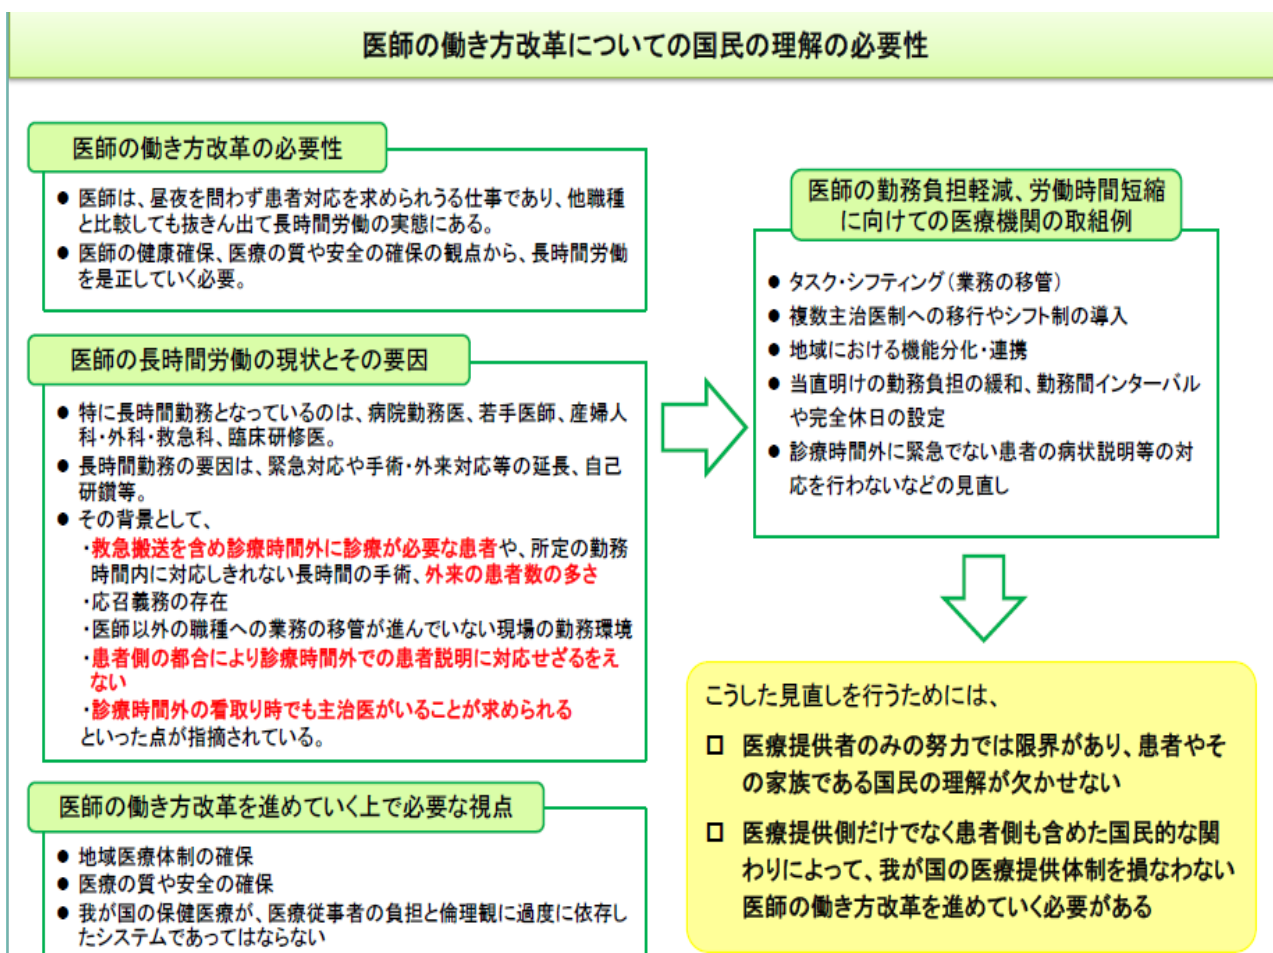 医師の働き方改革についての国民の理解の必要性
医師の働き方改革の必要性
● 医師は、昼夜を問わず患者対応を求められうる仕事であり、他職種
と比較しても抜きん出て長時間労働の実態にある。
● 医師の健康確保、医療の質や安全の確保の観点から、長時間労働
を是正していく必要。
医師の長時間労働の現状とその要因
● 特に長時間勤務となっているのは、病院勤務医、若手医師、産婦人
科・外科・救急科、臨床研修医。
● 長時間勤務の要因は、緊急対応や手術・外来対応等の延長、自己
研鑽等。
● その背景として、
・救急搬送を含め診療時間外に診療が必要な患者や、所定の勤務
時間内に対応しきれない長時間の手術、外来の患者数の多さ
・応召義務の存在
・医師以外の職種への業務の移管が進んでいない現場の勤務環境
・患者側の都合により診療時間外での患者説明に対応せざるをえ
ない
・診療時間外の看取り時でも主治医がいることが求められる
といった点が指摘されている。
医師の働き方改革を進めていく上で必要な視点
● 地域医療体制の確保
● 医療の質や安全の確保
● 我が国の保健医療が、医療従事者の負担と倫理観に過度に依存し
たシステムであってはならない
医師の勤務負担軽減、労働時間短縮
に向けての医療機関の取組例
● タスク・シフティング（業務の移管）
● 複数主治医制への移行やシフト制の導入
● 地域における機能分化・連携
● 当直明けの勤務負担の緩和、勤務間インターバル
や完全休日の設定
● 診療時間外に緊急でない患者の病状説明等の対
応を行わないなどの見直し
こうした見直しを行うためには、
□ 医療提供者のみの努力では限界があり、患者やそ
の家族である国民の理解が欠かせない
□ 医療提供側だけでなく患者側も含めた国民的な関
わりによって、我が国の医療提供体制を損なわない
医師の働き方改革を進めていく必要がある